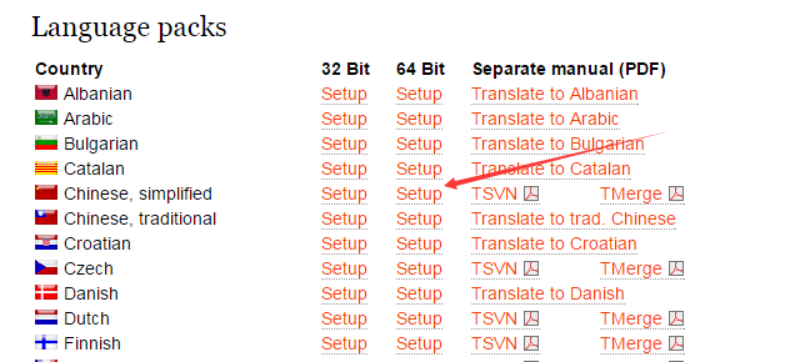 Language packs
Country 32 Bit 64 Bit Separate manual (PDF)
Albanian Setup Setup Translate to Albanian
Arabic Setup Setup Translate to Arabic
Bulgarian Setup Setup Translate to Bulgarian
Catalan Setup Setup Translate to Catalan
Chinese, simplified Setup Setup TSVN TMerge
Chinese, traditional Setup Setup Translate to trad. Chinese
Croatian Setup Setup Translate to Croatian
Czech Setup Setup TSVN TMerge
Danish Setup Setup Translate to Danish
Dutch Setup Setup TSVN TMerge
Finnish Setup Setup TSVN TMerge